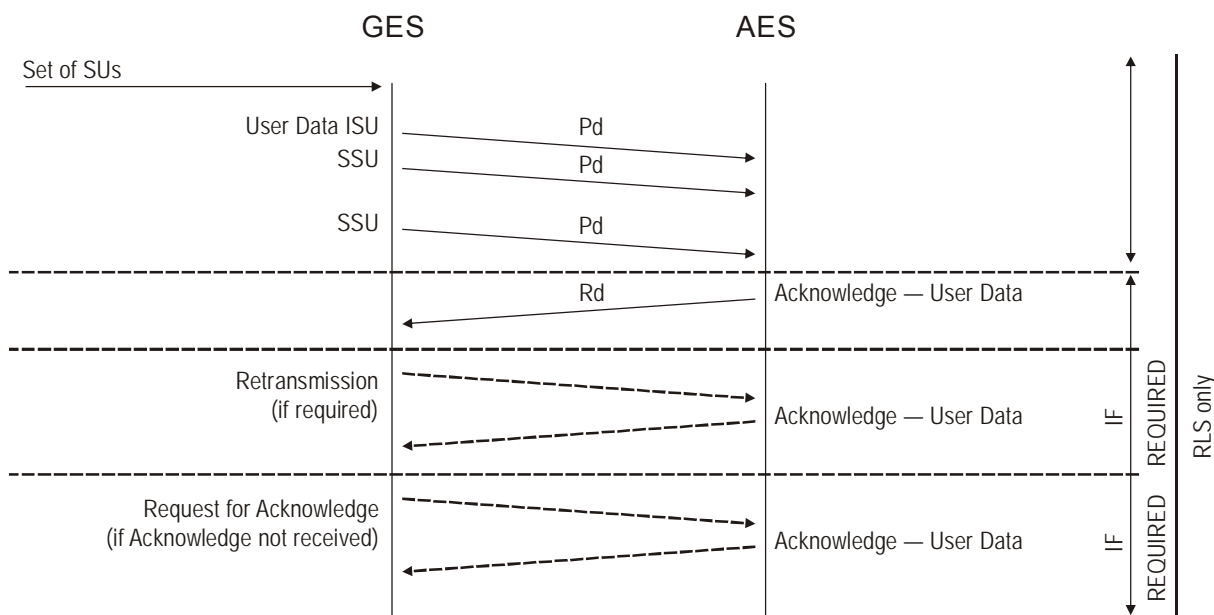 GES
AES
Set of SUs
User Data ISU
Pd
SSU
Pd
SSU
Pd
Rd
Acknowledge — User Data
Retransmission
(if required)
Acknowledge — User Data
IF
REQUIRED
RLS only
Request for Acknowledge
(if Acknowledge not received)
Acknowledge — User Data
IF
REQUIRED